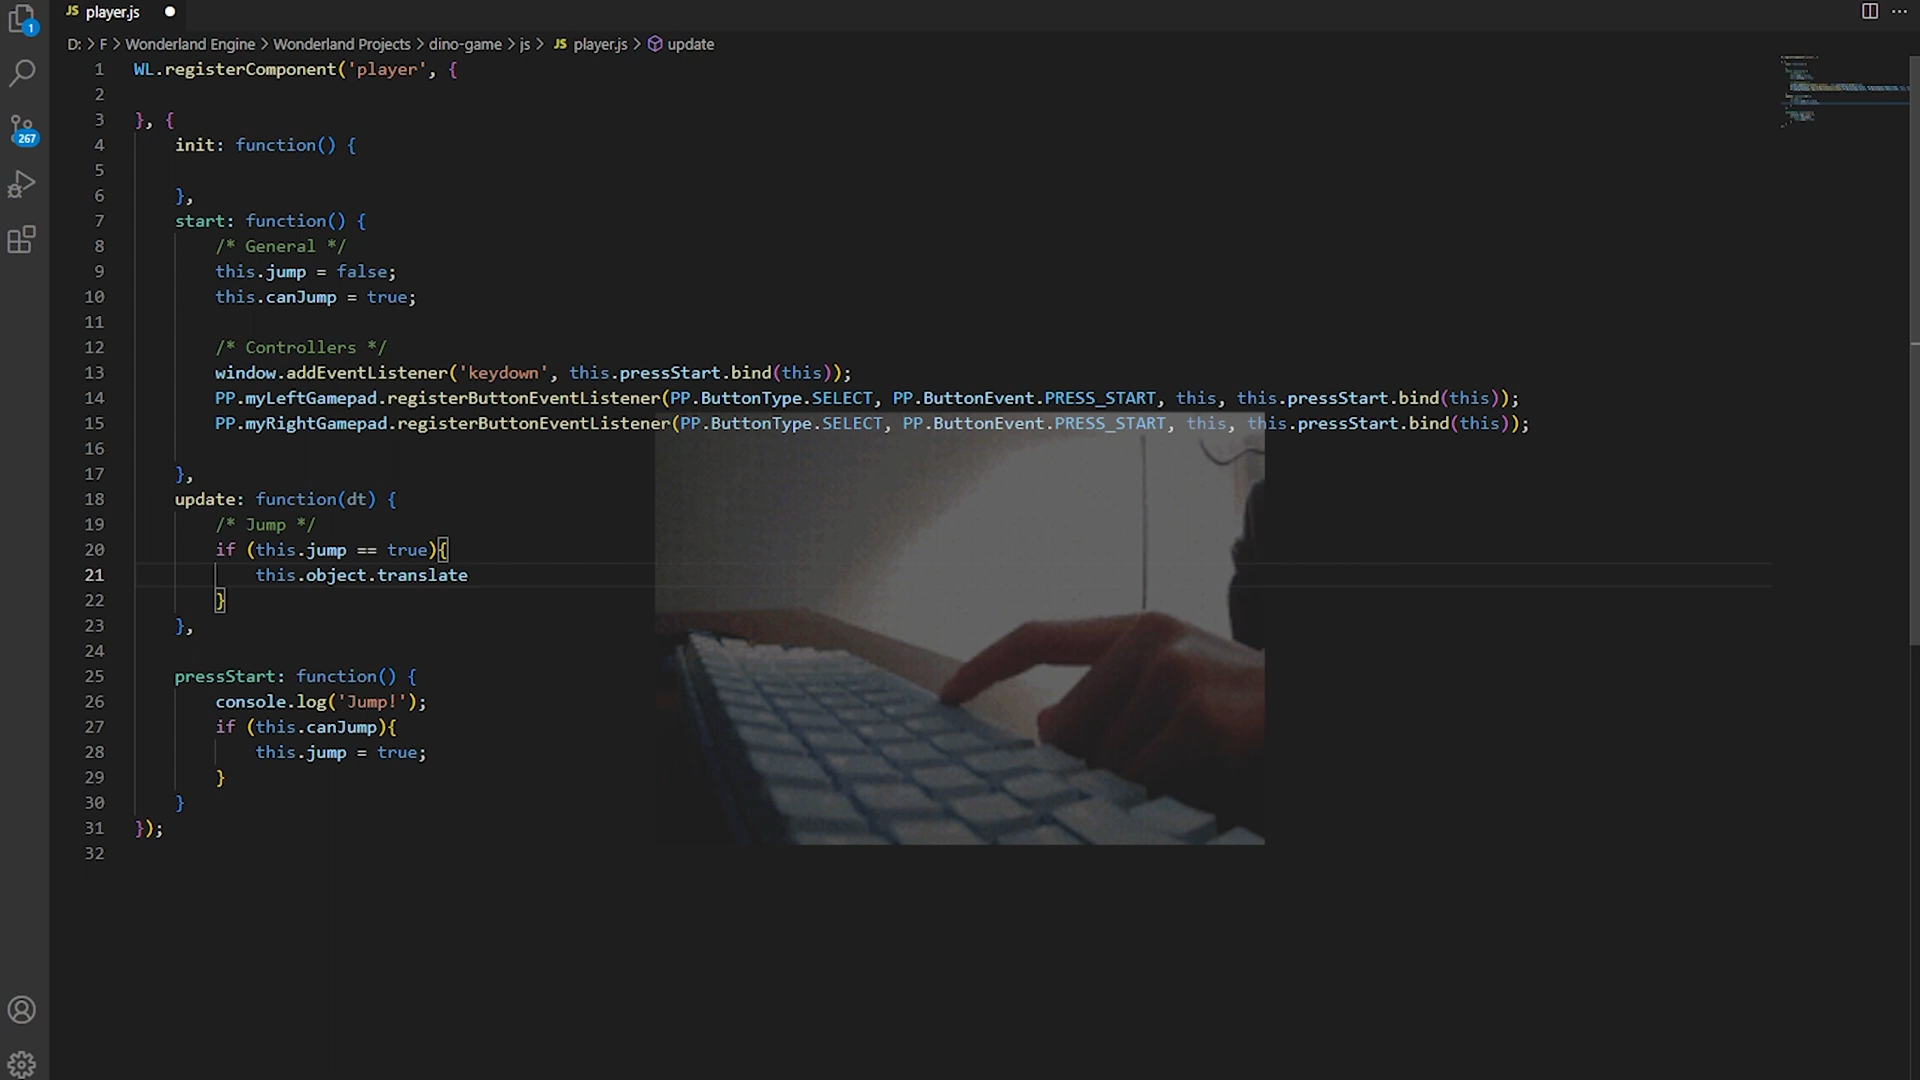 JS player.js
1
D: > F > Wonderland Engine > Wonderland Projects > dino-game > js > JS player.js > update
267
1 WL.registerComponent('player', {
2
3 }, {
4     init: function() {
5
6     },
7     start: function() {
8         /* General */
9         this.jump = false;
10         this.canJump = true;
11
12         /* Controllers */
13         window.addEventListener('keydown', this.pressStart.bind(this));
14         PP.myLeftGamepad.registerButtonEventListener(PP.ButtonType.SELECT, PP.ButtonEvent.PRESS_START, this, this.pressStart.bind(this));
15         PP.myRightGamepad.registerButtonEventListener(PP.ButtonType.SELECT, PP.ButtonEvent.PRESS_START, this, this.pressStart.bind(this));
16
17     },
18     update: function(dt) {
19         /* Jump */
20         if (this.jump == true){
21             this.object.translate
22         }
23     },
24
25     pressStart: function() {
26         console.log('Jump!');
27         if (this.canJump){
28             this.jump = true;
29         }
30     }
31 });
32